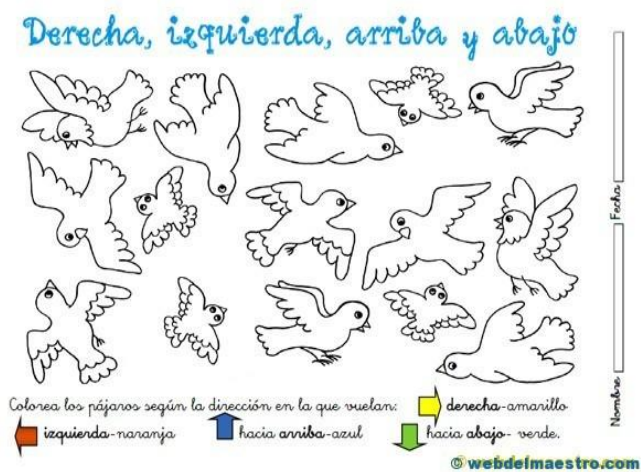 Derecha, izquierda, arriba y abajo
Fecha
Nombre
Colorea los pájaros según la dirección en la que vuelan:
derecha-amarillo
izquierda-naranja
hacia arriba-azul
hacia abajo- verde.
© webdelmaestro.com